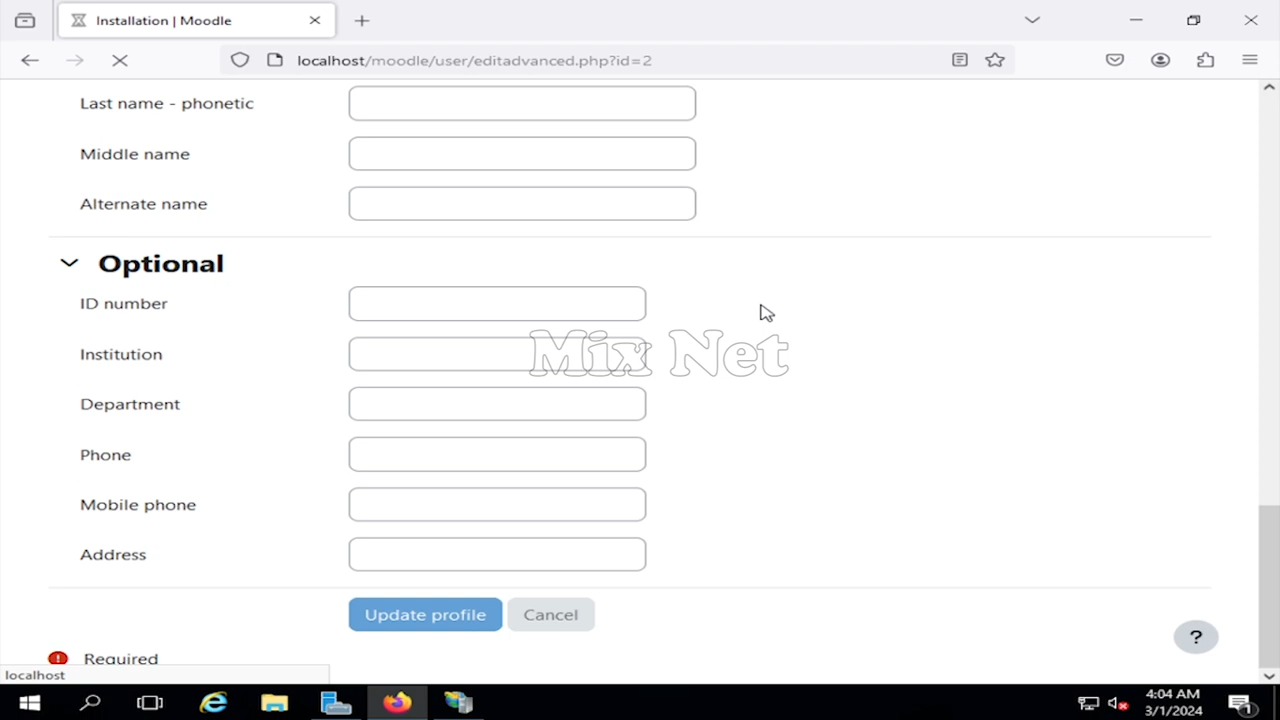 Installation | Moodle
localhost/moodle/user/editadvanced.php?id=2
Last name - phonetic
Middle name
Alternate name
Optional
ID number
Institution
Mix Net
Department
Phone
Mobile phone
Address
Update profile
Cancel
?
Required
localhost
4:04 AM
3/1/2024
1